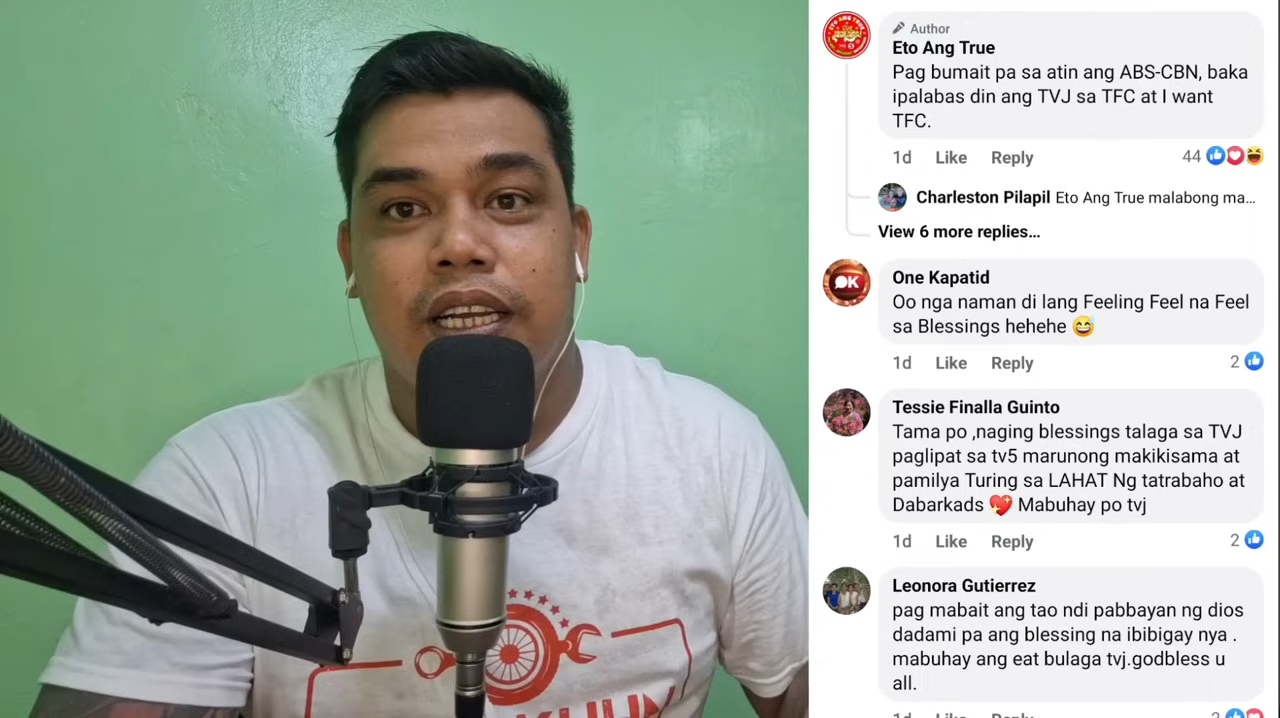 Author
Eto Ang True
Pag bumait pa sa atin ang ABS-CBN, baka
ipalabas din ang TVJ sa TFC at I want
TFC.
1d Like Reply 44
Charleston Pilapil Eto Ang True malabong ma...
View 6 more replies...
OK
One Kapatid
Oo nga naman di lang Feeling Feel na Feel
sa Blessings hehehe 😅
1d Like Reply 2
Tessie Finalla Guinto
Tama po ,naging blessings talaga sa TVJ
paglipat sa tv5 marunong makikisama at
pamilya Turing sa LAHAT Ng tatrabaho at
Dabarkads 💖 Mabuhay po tvj
1d Like Reply 2
Leonora Gutierrez
pag mabait ang tao ndi pabbayan ng dios
dadami pa ang blessing na ibibigay nya .
mabuhay ang eat bulaga tvj.godbless u
all.
1d Like Reply 2